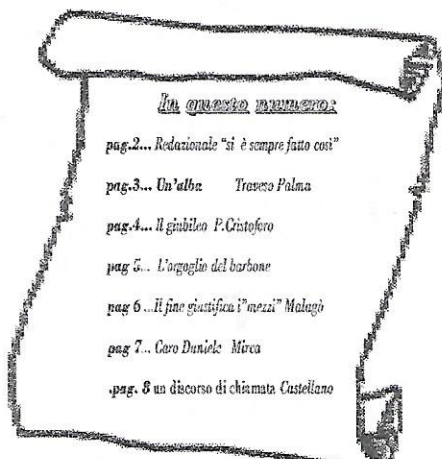 In questo numero:
pag.2... Redazionale "si è sempre fatto così"
pag.3... Un'alba Traveso Palma
pag.4... Il giubileo P.Cristoforo
pag 5... L'orgoglio del barbone
pag 6 ...Il fine giustifica i"mezzi" Malagò
pag 7... Caro Daniele Mirca
.pag. 8 un discorso di chiamata Castellano